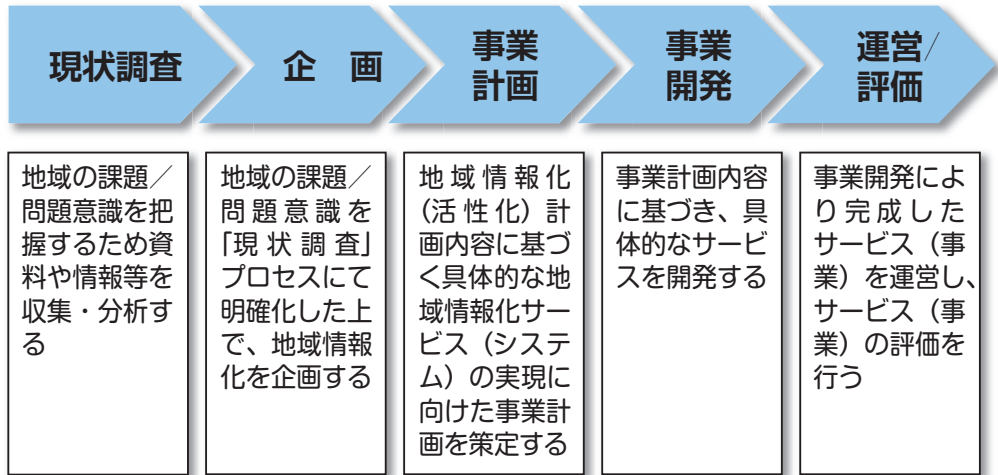 現状調査
企 画
事業
計画
事業
開発
運営/
評価
地域の課題／
問題意識を把
握するため資
料や情報等を
収集・分析す
る
地域の課題／
問題意識を
「現状調査」
プロセスにて
明確化した上
で、地域情報
化を企画する
地域情報化
（活性化）計
画内容に基づ
く具体的な地
域情報化サー
ビス（システ
ム）の実現に
向けた事業計
画を策定する
事業計画内容
に基づき、具
体的なサービ
スを開発する
事業開発によ
り完成した
サービス（事
業）を運営し、
サービス（事
業）の評価を
行う